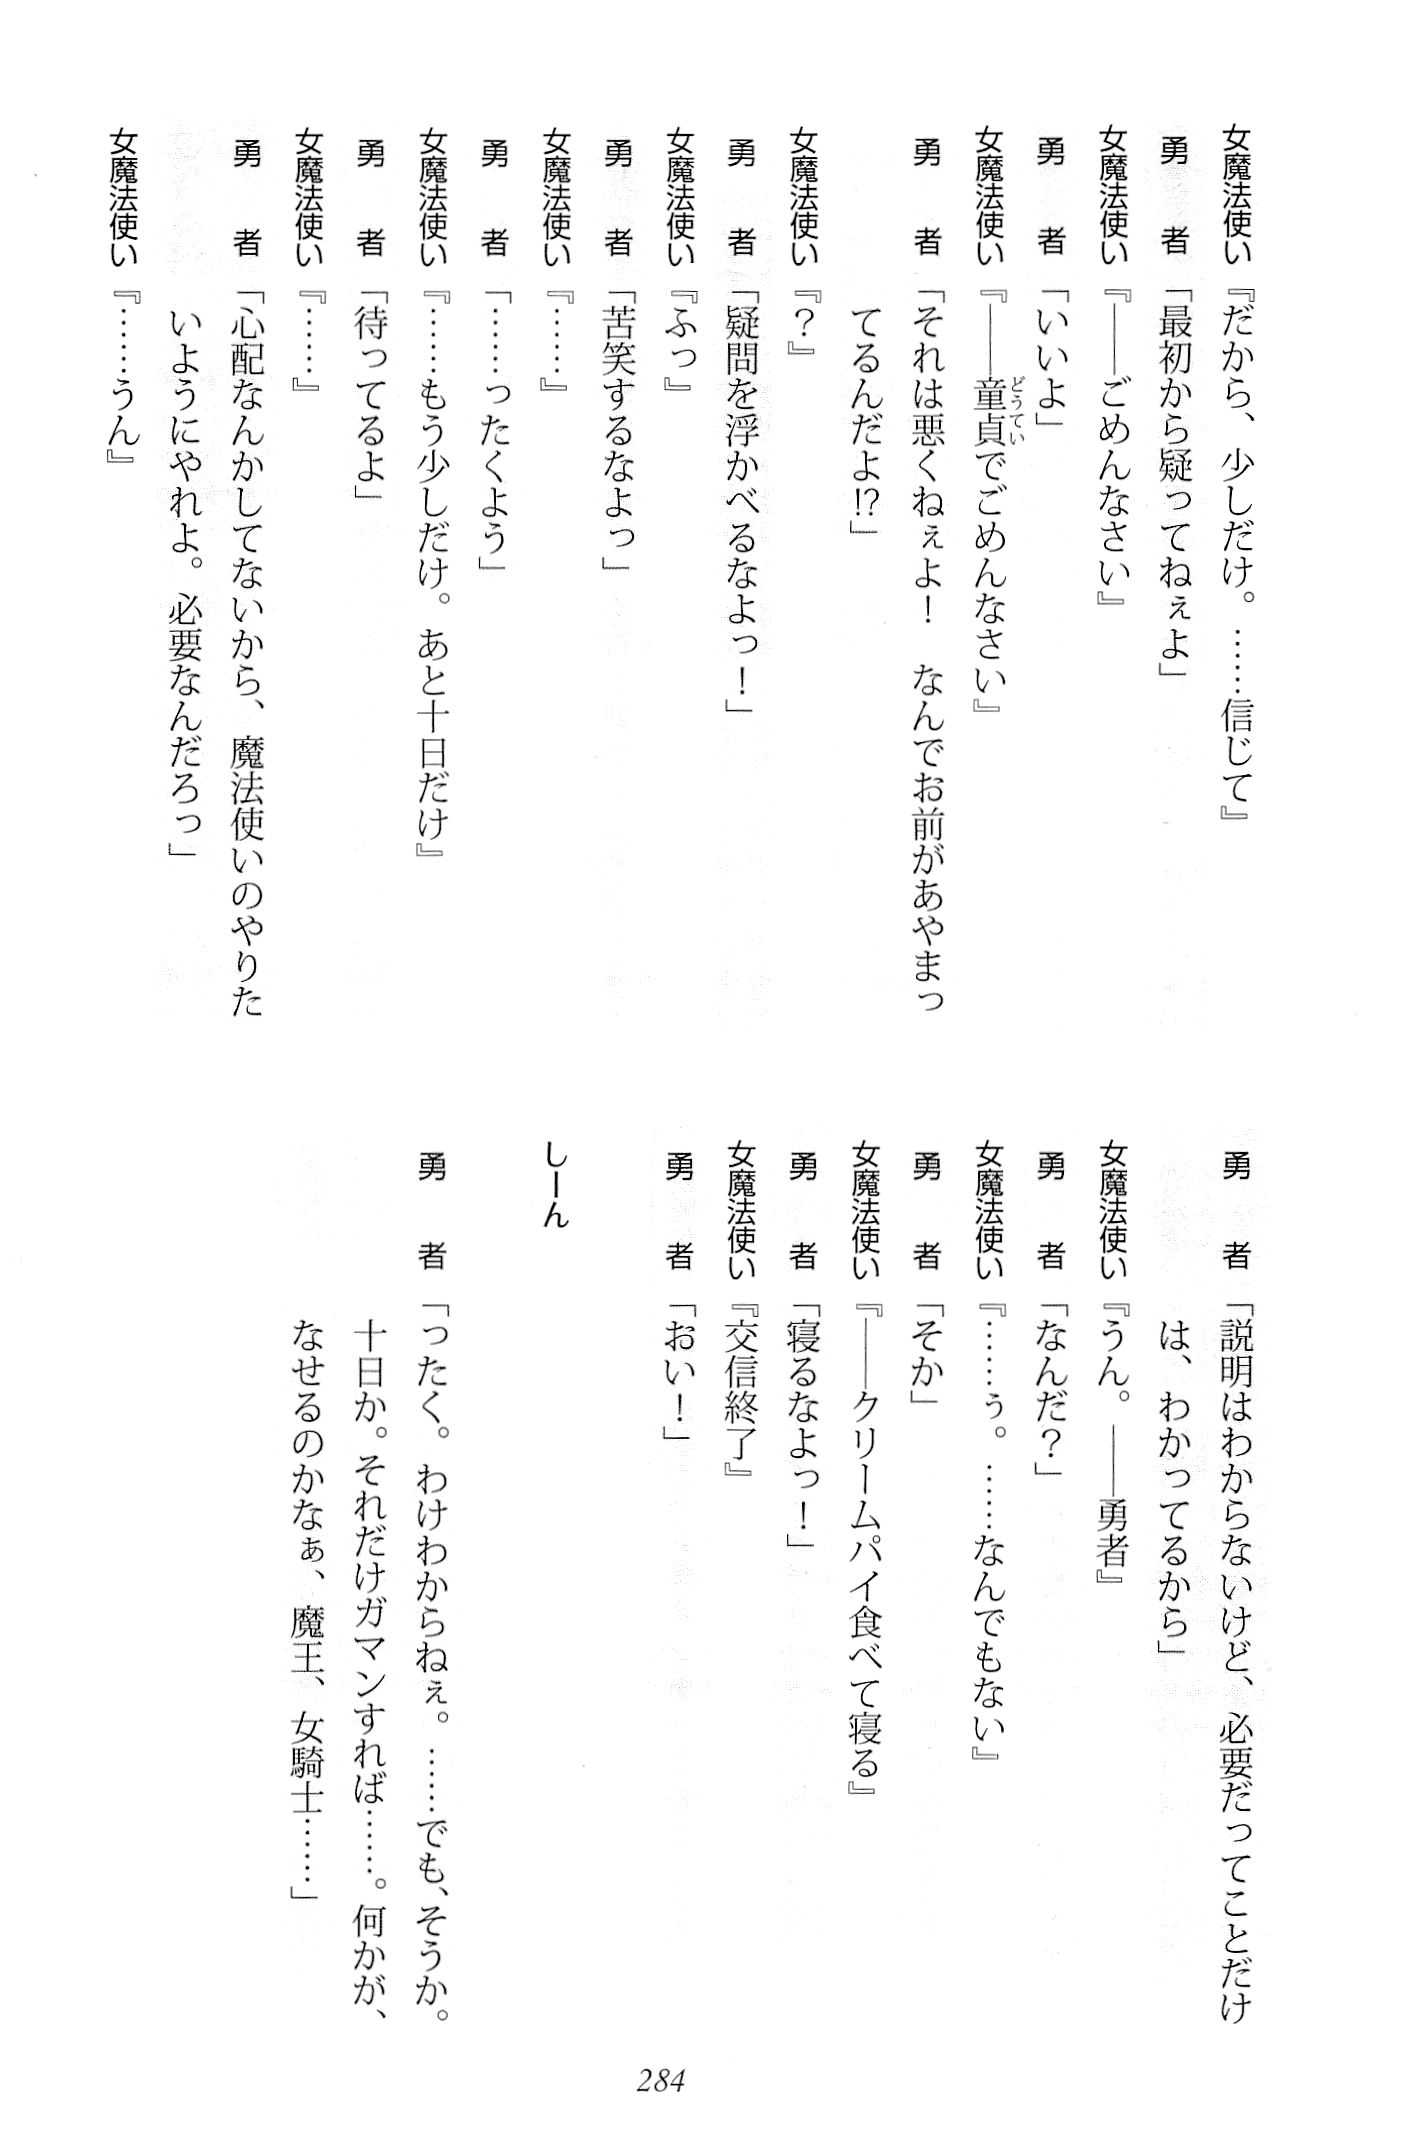 女魔法使い『だから、少しだけ。……信じて』
勇者「最初から疑ってねぇよ」
女魔法使い『――ごめんなさい』
勇者「いいよ」
女魔法使い『――童貞でごめんなさい』
どうてい
勇者「それは悪くねぇよ！　なんでお前があやまっ
てるんだよ!?」
女魔法使い『？』
勇者「疑問を浮かべるなよっ！」
女魔法使い『ふっ』
勇者「苦笑するなよっ」
女魔法使い『……』
勇者「……ったくよう」
女魔法使い『……もう少しだけ。あと十日だけ』
勇者「待ってるよ」
女魔法使い『……』
勇者「心配なんかしてないから、魔法使いのやりた
いようにやれよ。必要なんだろっ」
女魔法使い『……うん』
勇者「説明はわからないけど、必要だってことだけ
は、わかってるから」
女魔法使い『うん。――勇者』
勇者「なんだ？」
女魔法使い『……ぅ。……なんでもない』
勇者「そか」
女魔法使い『――クリームパイ食べて寝る』
勇者「寝るなよっ！」
女魔法使い『交信終了』
勇者「おい！」
しーん
勇者「ったく。わけわからねぇ。……でも、そうか。
十日か。それだけガマンすれば……。何かが、
なせるのかなぁ、魔王、女騎士……」
284